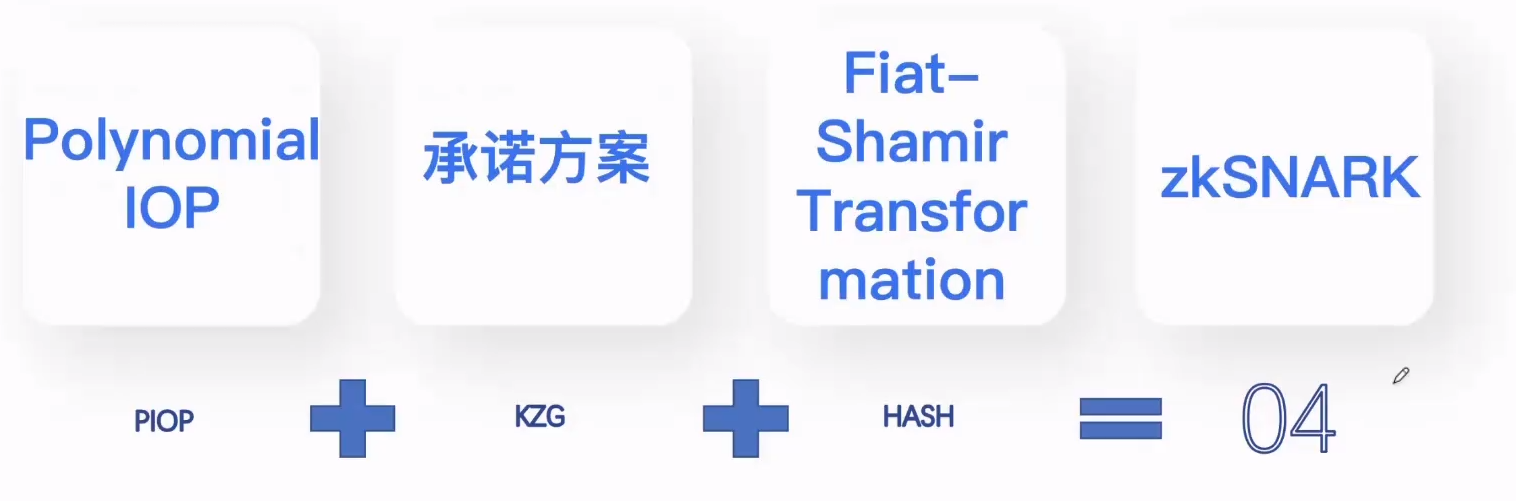 Polynomial
IOP
承诺方案
Fiat–
Shamir
Transfor
mation
zkSNARK
PIOP
KZG
HASH
04